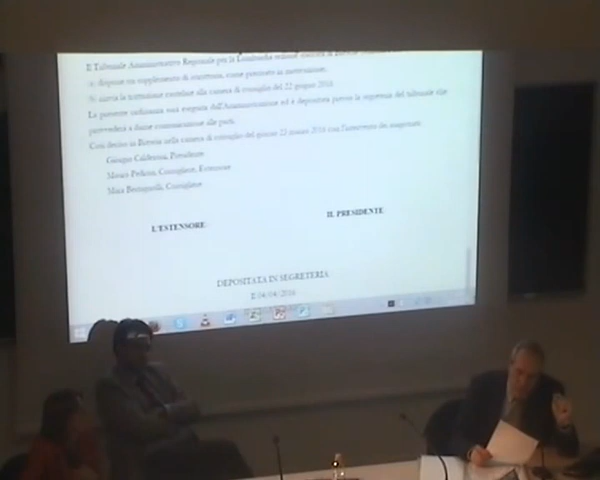 Il Tribunale Amministrativo Regionale per la Lombardia
a) dispone un supplemento di istruttoria, come precisato in motivazione;
b) rinvia la trattazione alla camera di consiglio del 22 giugno 2016.
La presente ordinanza sarà eseguita dall'Amministrazione ed è depositata presso la segreteria del tribunale che
provvederà a darne comunicazione alle parti.
Così deciso in Brescia nella camera di consiglio del giorno 23 marzo 2016 con l'intervento dei magistrati:
Giorgio Calderoni, Presidente
Mauro Pedron, Consigliere, Estensore
Mara Bertagnolli, Consigliere
L'ESTENSORE
IL PRESIDENTE
DEPOSITATA IN SEGRETERIA
Il 04/04/2016